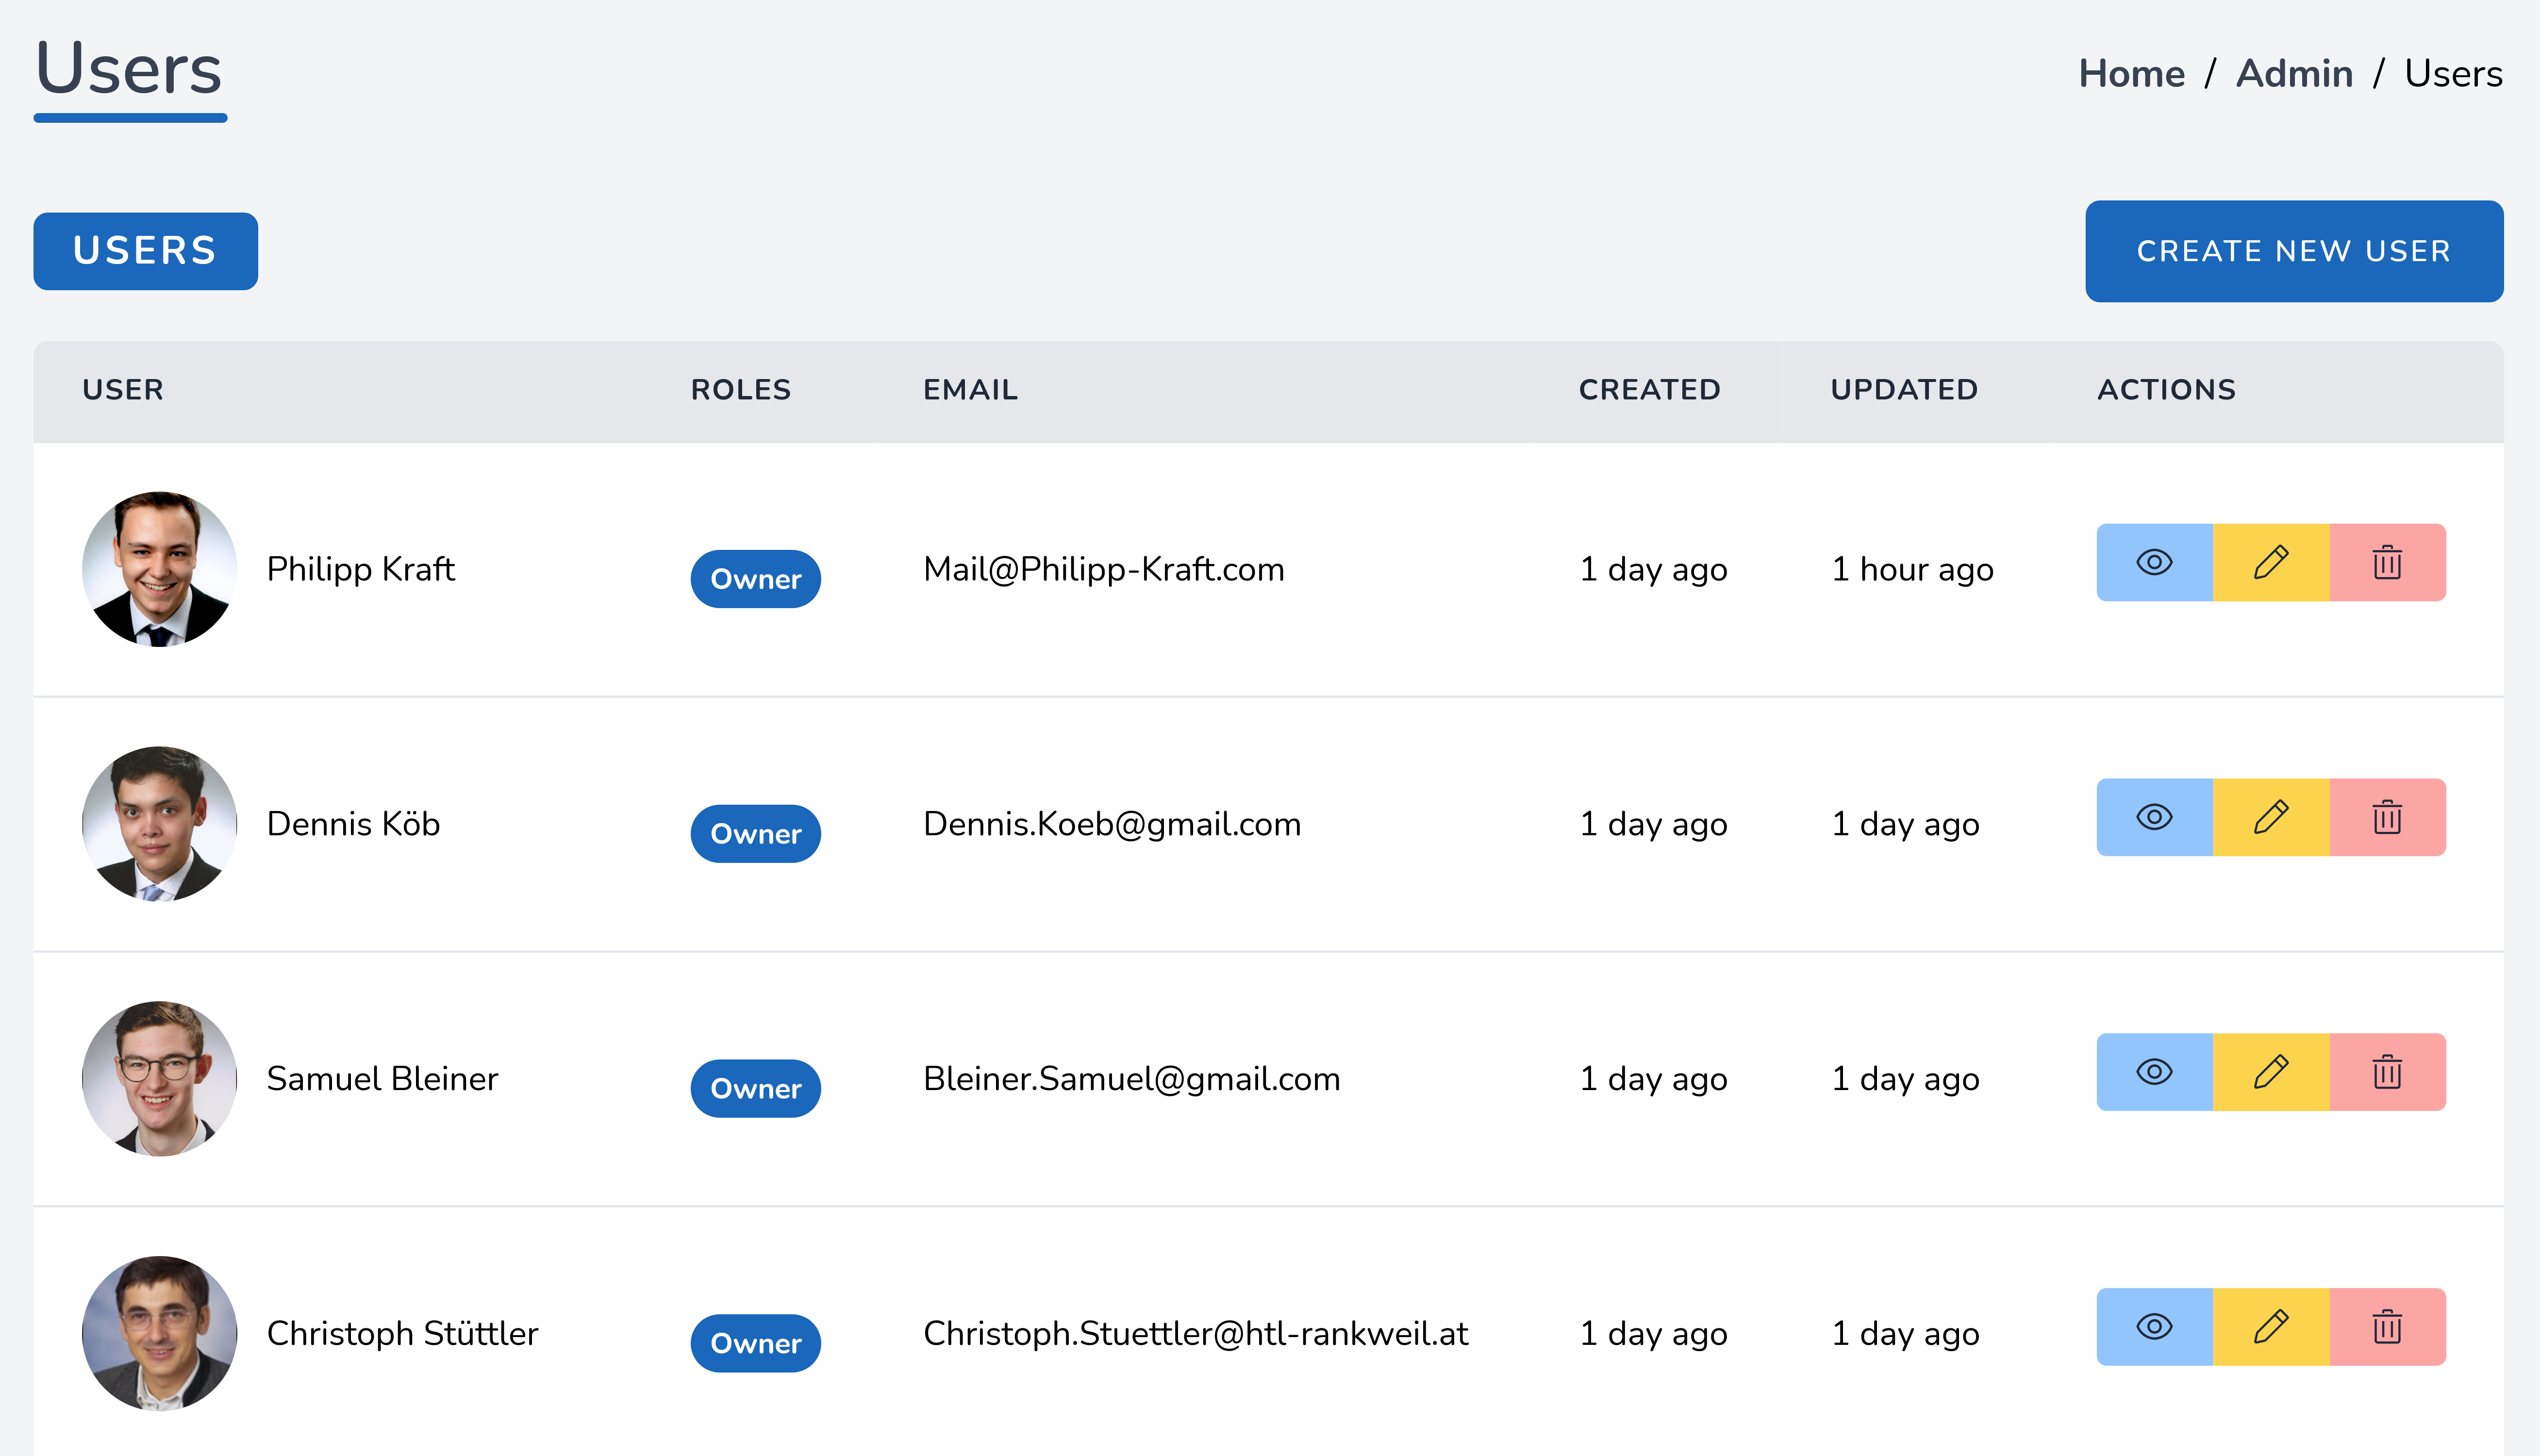 Users
Home / Admin / Users
USERS
CREATE NEW USER
USER ROLES EMAIL CREATED UPDATED ACTIONS
Philipp Kraft Owner Mail@Philipp-Kraft.com 1 day ago 1 hour ago
Dennis Köb Owner Dennis.Koeb@gmail.com 1 day ago 1 day ago
Samuel Bleiner Owner Bleiner.Samuel@gmail.com 1 day ago 1 day ago
Christoph Stüttler Owner Christoph.Stuettler@htl-rankweil.at 1 day ago 1 day ago